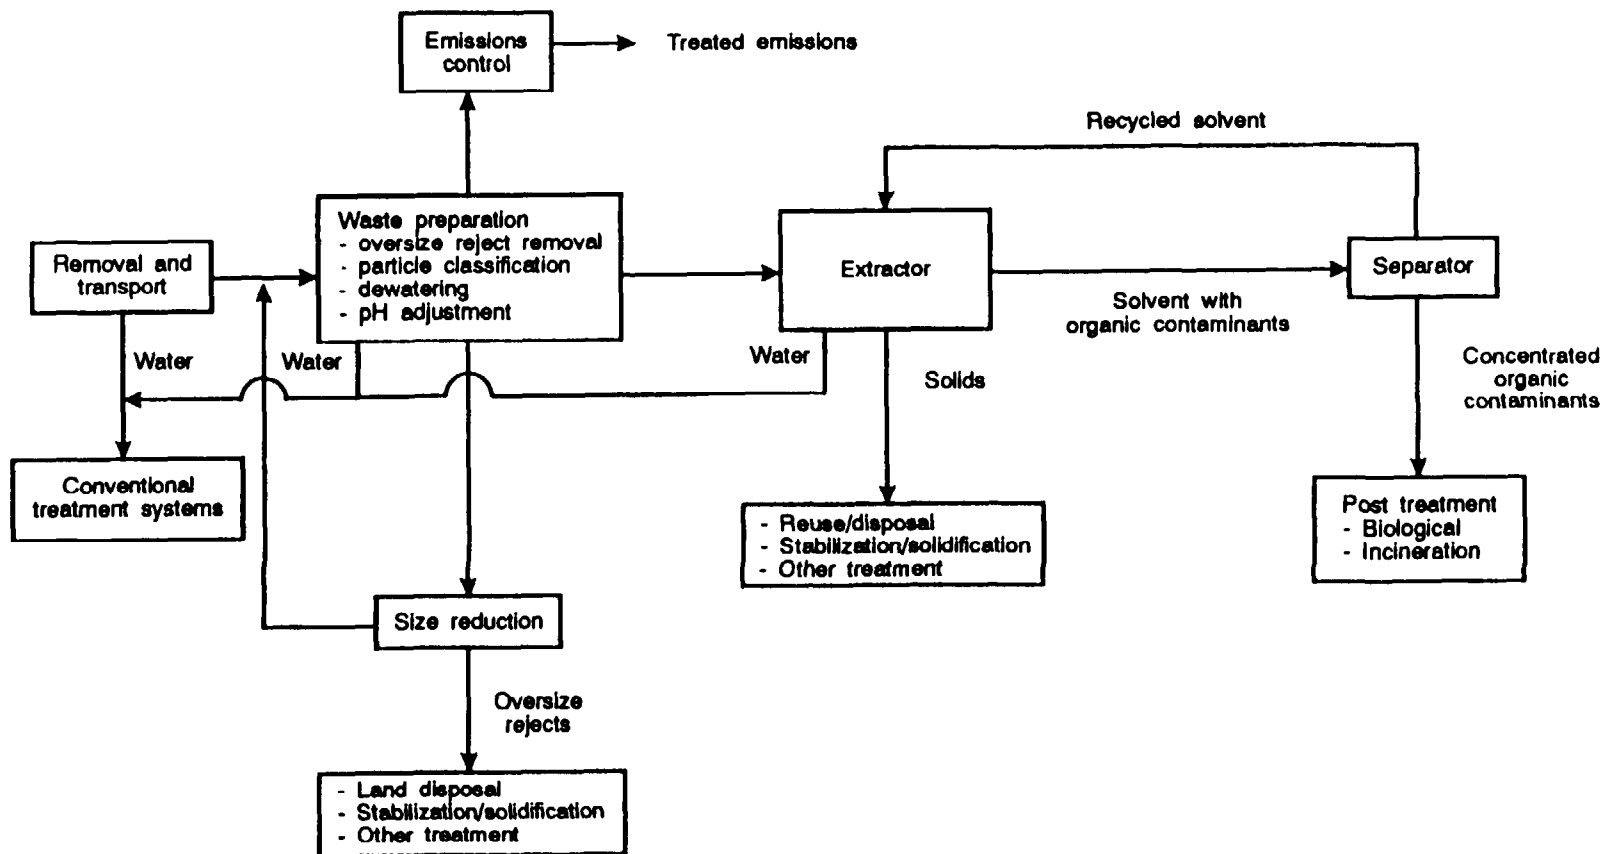 Emissions
control
Treated emissions
Recycled solvent
Removal and
transport
Waste preparation
- oversize reject removal
- particle classification
- dewatering
- pH adjustment
Extractor
Separator
Solvent with
organic contaminants
Water
Water
Water
Solids
Concentrated
organic
contaminants
Conventional
treatment systems
- Reuse/disposal
- Stabilization/solidification
- Other treatment
Post treatment
- Biological
- Incineration
Size reduction
Oversize
rejects
- Land disposal
- Stabilization/solidification
- Other treatment